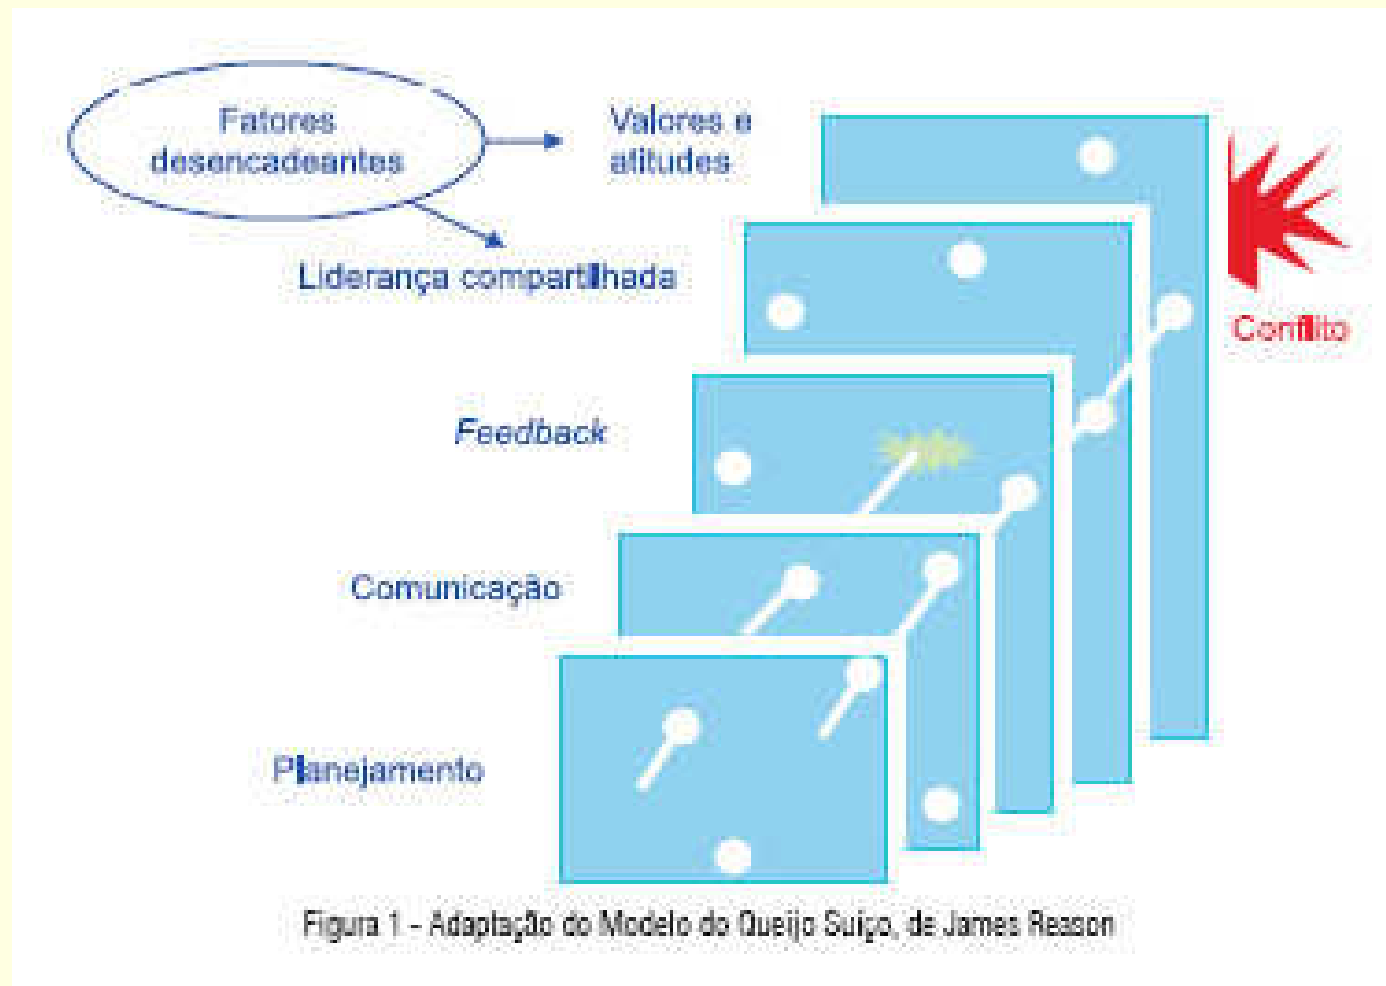 Fatores
desencadeantes
Valores e
atitudes
Liderança compartilhada
Conflito
Feedback
Comunicação
Planejamento
Figura 1 - Adaptação do Modelo do Queijo Suíço, de James Reason